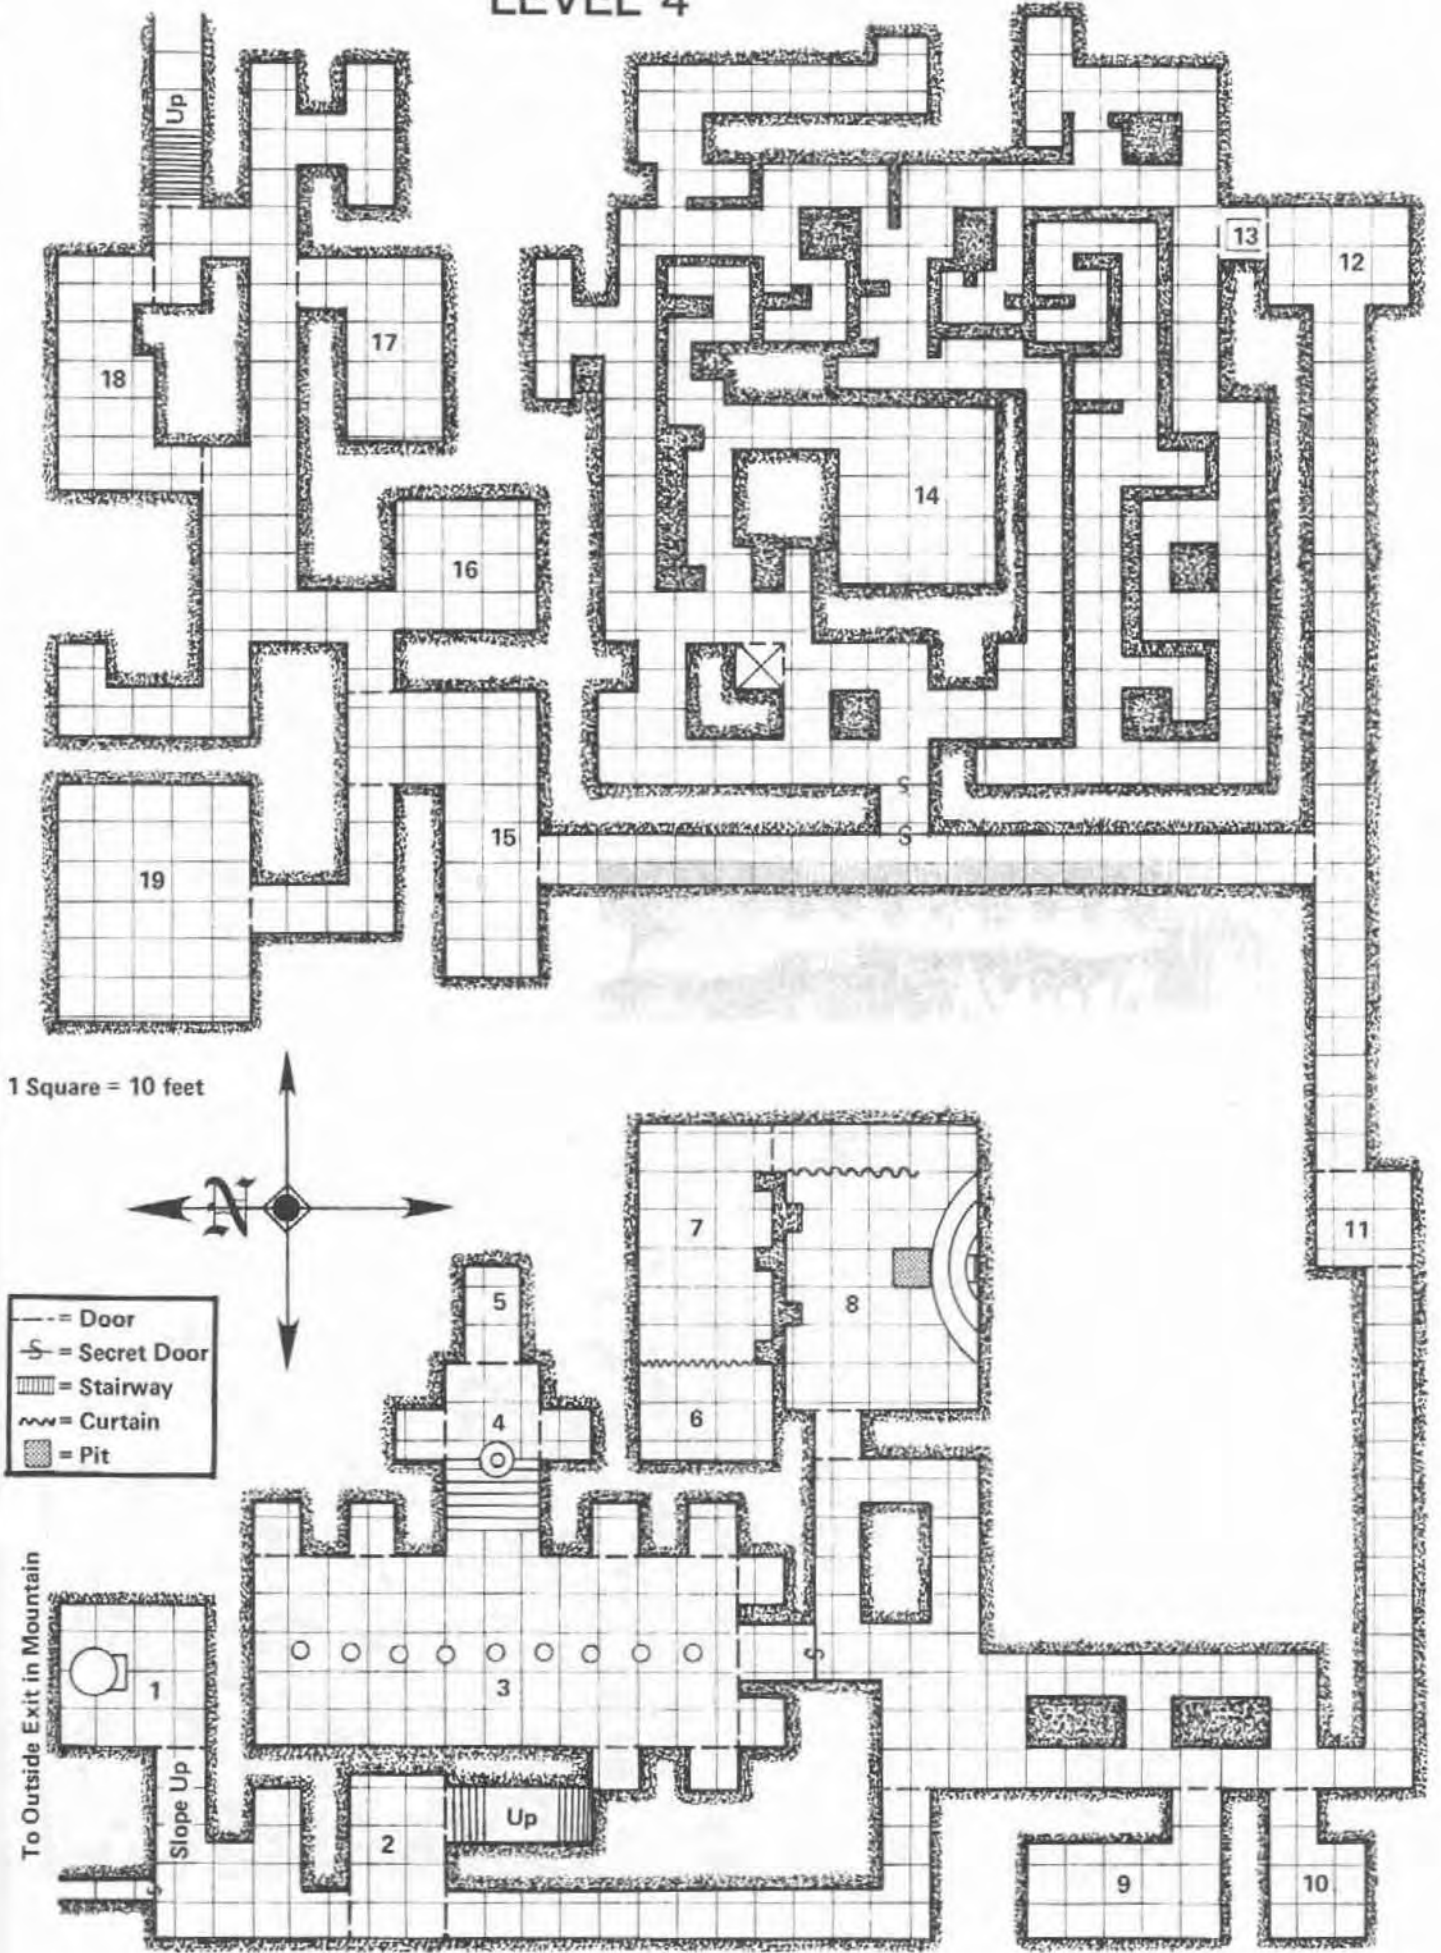 LEVEL 4
Up
13
12
17
18
14
16
15
S
S
19
1 Square = 10 feet
N
7
11
5
8
= Door
S = Secret Door
= Stairway
= Curtain
= Pit
4
6
To Outside Exit in Mountain
S
1
3
Slope Up
Up
2
S
9
10